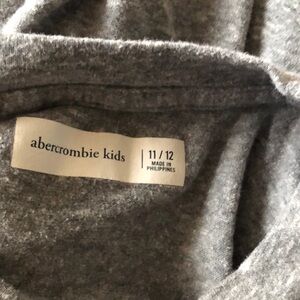 abercrombie kids
11 / 12
MADE IN
PHILIPPINES